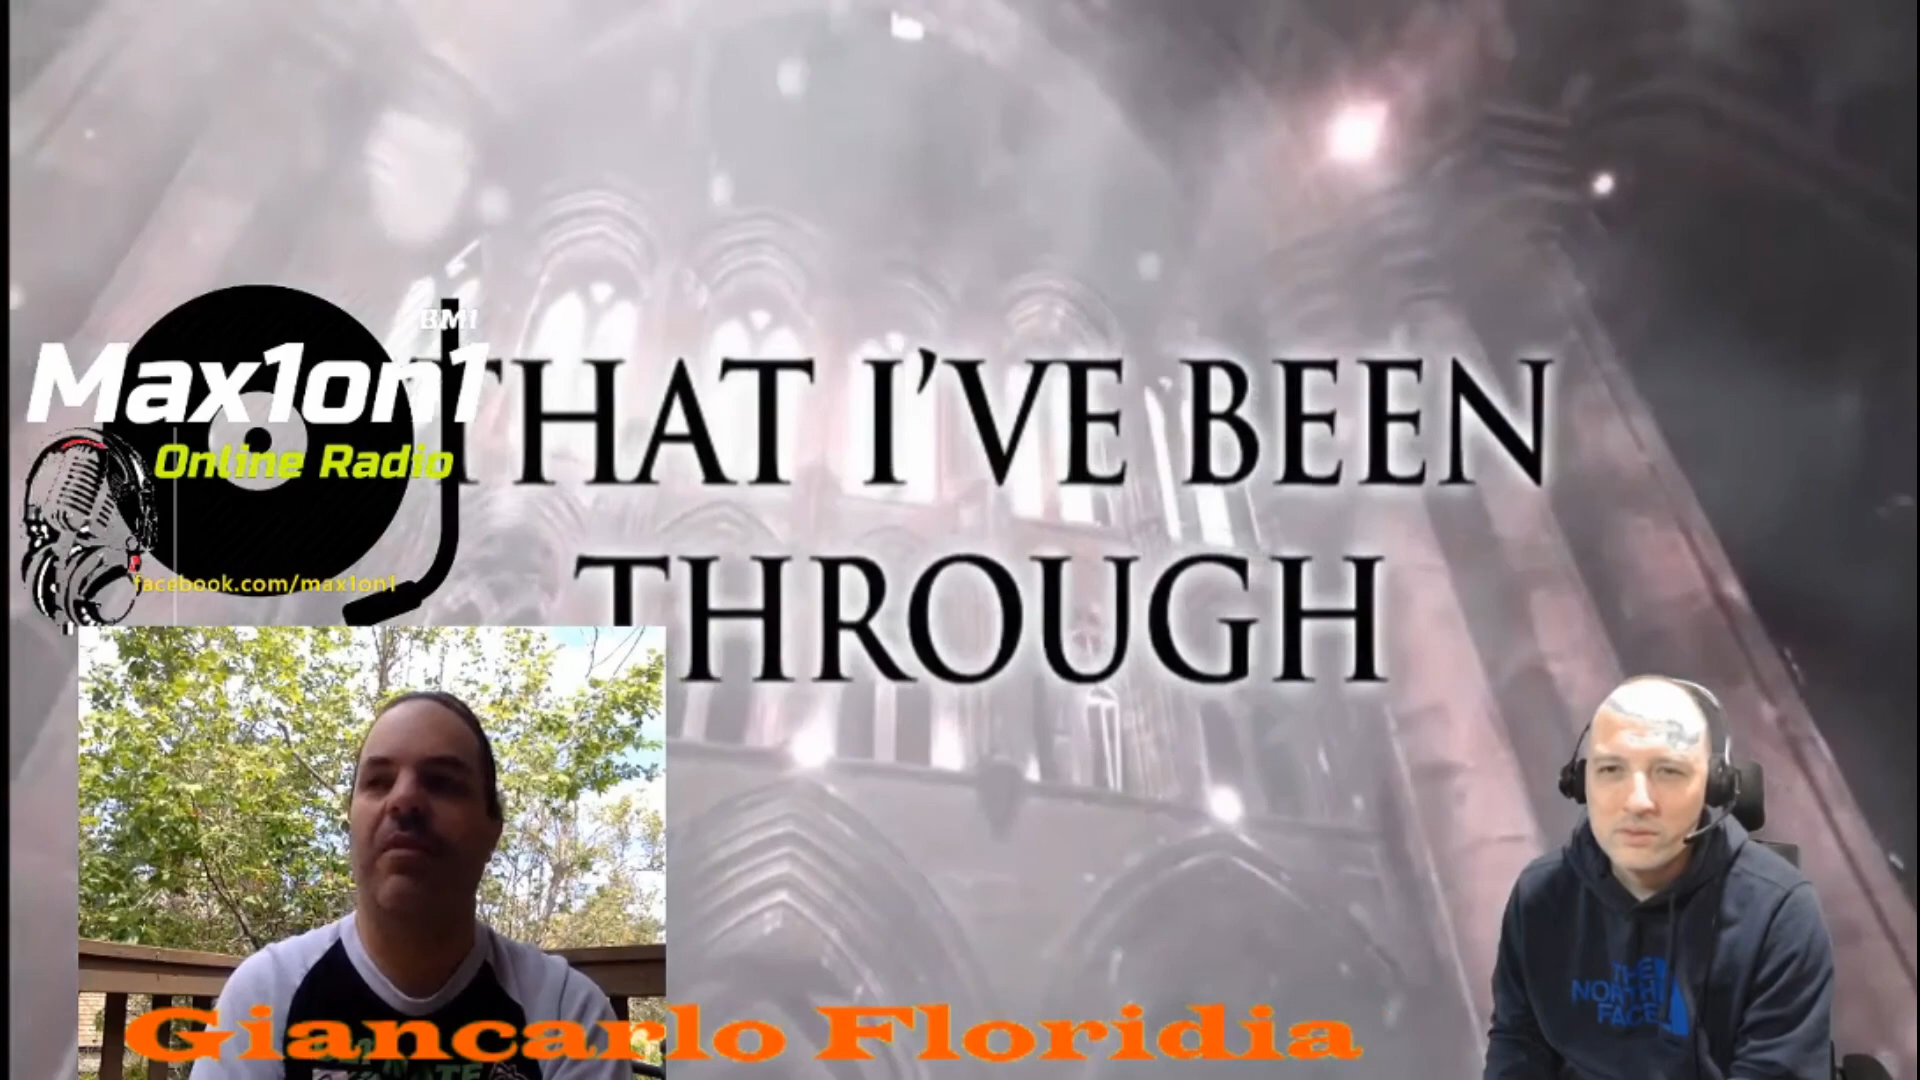 BMI
Max1on1
Online Radio
facebook.com/max1on1
THAT I'VE BEEN
THROUGH
Giancarlo Floridia
THE
NORTH
FACE